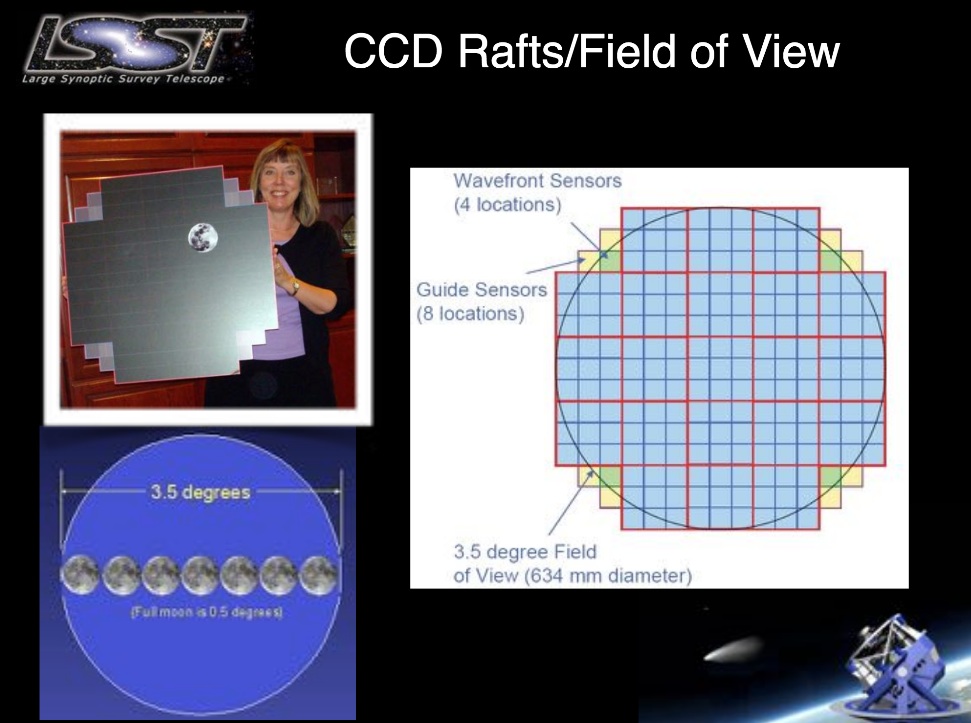 LSST
Large Synoptic Survey Telescope
CCD Rafts/Field of View
Wavefront Sensors
(4 locations)
Guide Sensors
(8 locations)
3.5 degree Field
of View (634 mm diameter)
3.5 degrees
(Full moon is 0.5 degrees)